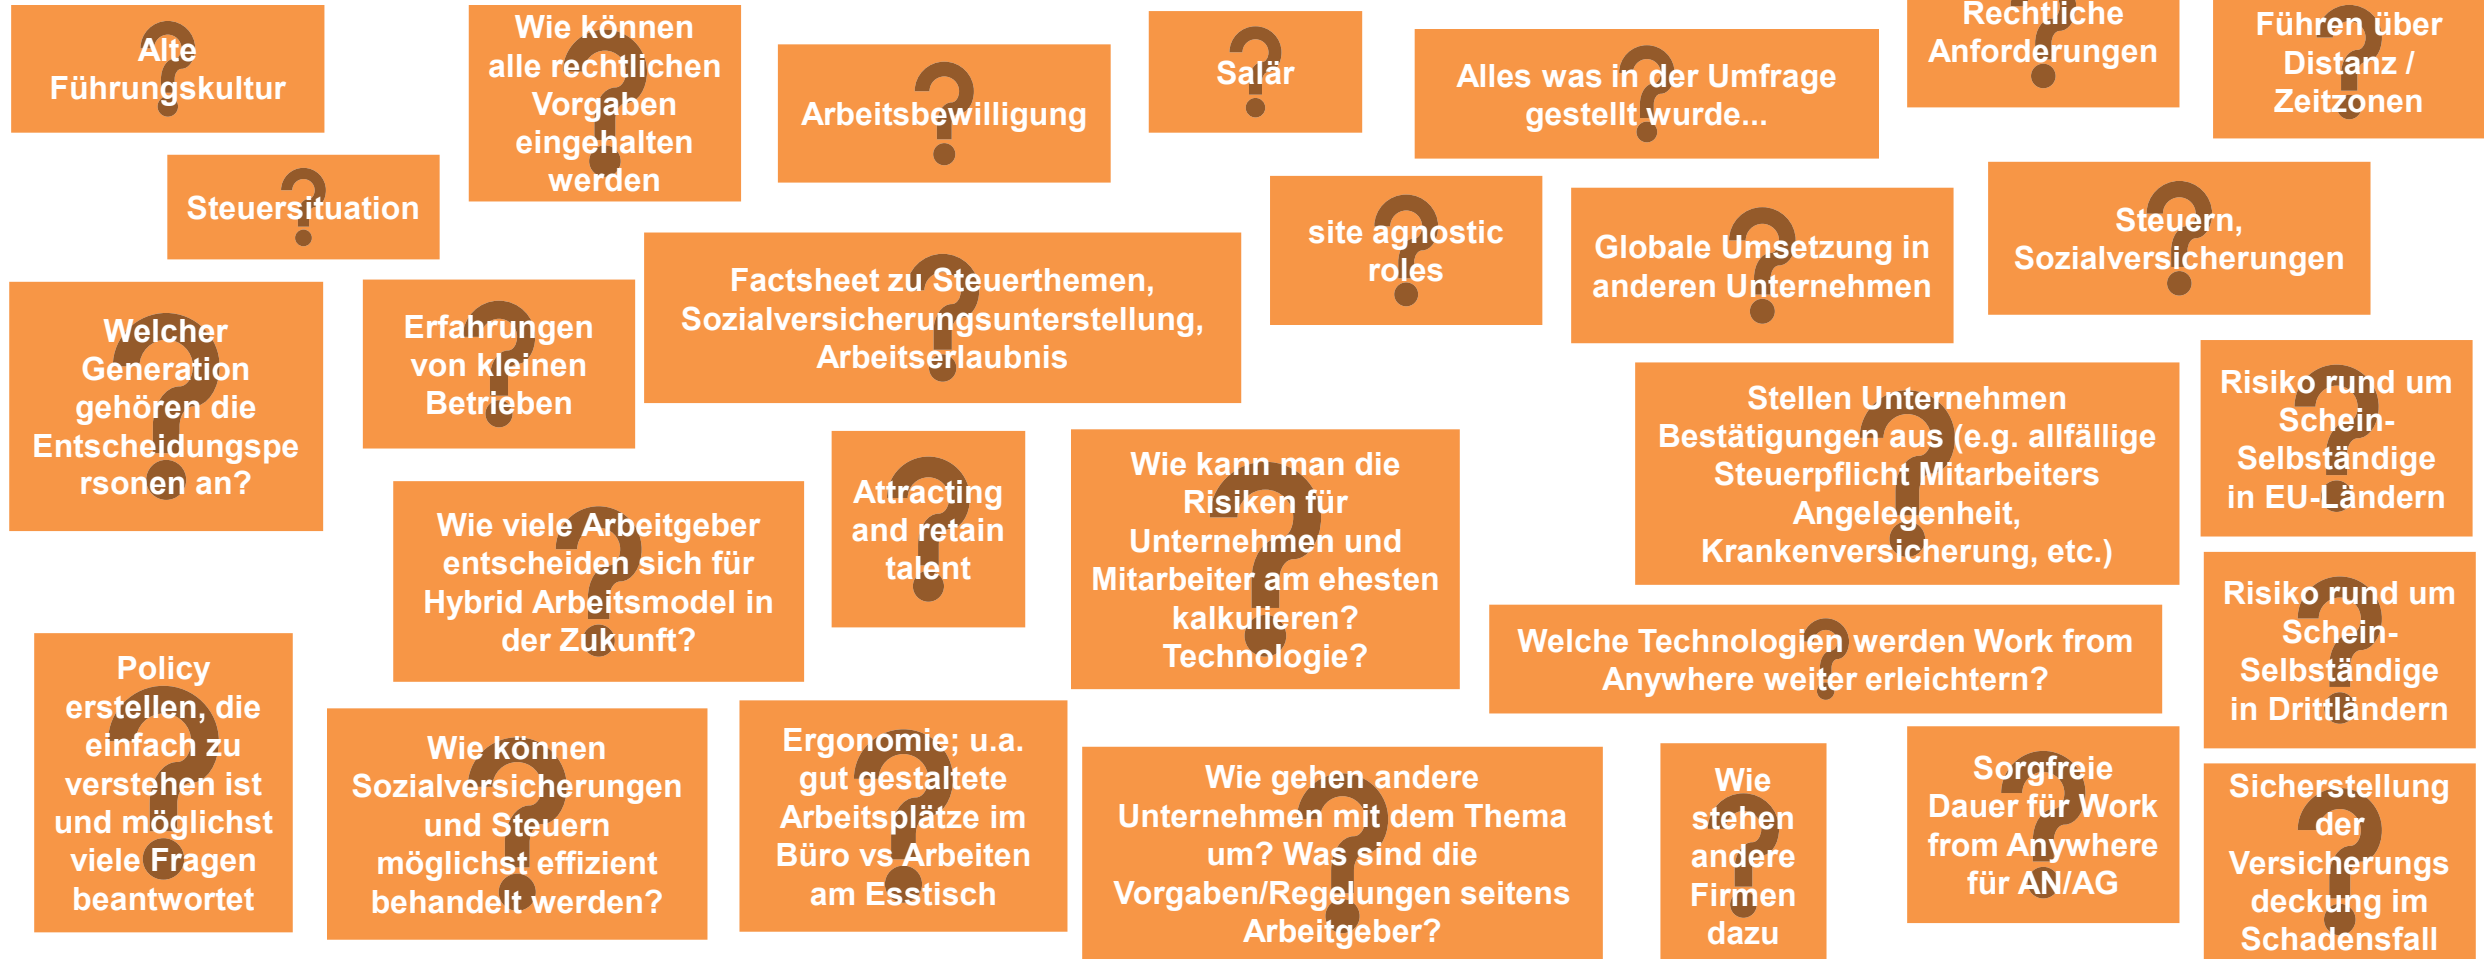 Alte
Führungskultur
Wie können
alle rechtlichen
Vorgaben
eingehalten
werden
Arbeitsbewilligung
Salär
Alles was in der Umfrage
gestellt wurde...
Rechtliche
Anforderungen
Führen über
Distanz /
Zeitzonen
Steuersituation
site agnostic
roles
Globale Umsetzung in
anderen Unternehmen
Steuern,
Sozialversicherungen
Welcher
Generation
gehören die
Entscheidungspe
rsonen an?
Erfahrungen
von kleinen
Betrieben
Factsheet zu Steuerthemen,
Sozialversicherungsunterstellung,
Arbeitserlaubnis
Stellen Unternehmen
Bestätigungen aus (e.g. allfällige
Steuerpflicht Mitarbeiters
Angelegenheit,
Krankenversicherung, etc.)
Risiko rund um
Schein-
Selbständige
in EU-Ländern
Wie viele Arbeitgeber
entscheiden sich für
Hybrid Arbeitsmodel in
der Zukunft?
Attracting
and retain
talent
Wie kann man die
Risiken für
Unternehmen und
Mitarbeiter am ehesten
kalkulieren?
Technologie?
Welche Technologien werden Work from
Anywhere weiter erleichtern?
Risiko rund um
Schein-
Selbständige
in Drittländern
Policy
erstellen, die
einfach zu
verstehen ist
und möglichst
viele Fragen
beantwortet
Wie können
Sozialversicherungen
und Steuern
möglichst effizient
behandelt werden?
Ergonomie; u.a.
gut gestaltete
Arbeitsplätze im
Büro vs Arbeiten
am Esstisch
Wie gehen andere
Unternehmen mit dem Thema
um? Was sind die
Vorgaben/Regelungen seitens
Arbeitgeber?
Wie
stehen
andere
Firmen
dazu
Sorgfreie
Dauer für Work
from Anywhere
für AN/AG
Sicherstellung
der
Versicherungs
deckung im
Schadensfall